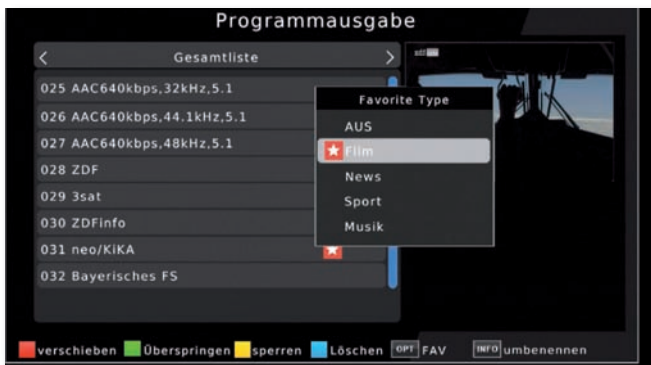 Programmausgabe
< Gesamtliste >
025 AAC640kbps,32kHz,5.1
026 AAC640kbps,44.1kHz,5.1
027 AAC640kbps,48kHz,5.1
028 ZDF
029 3sat
030 ZDFinfo
031 neo/KiKA
032 Bayerisches FS
Favorite Type
AUS
Film
News
Sport
Musik
verschieben Überspringen sperren Löschen OPT FAV INFO umbenennen